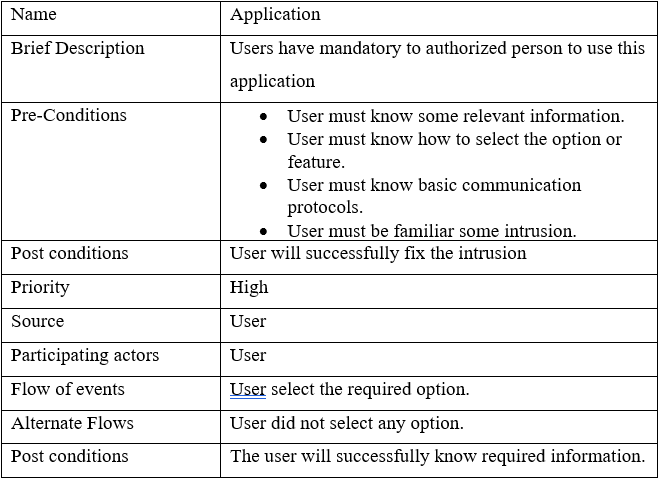 Name Application
Brief Description Users have mandatory to authorized person to use this
application
Pre-Conditions • User must know some relevant information.
• User must know how to select the option or
feature.
• User must know basic communication
protocols.
• User must be familiar some intrusion.
Post conditions User will successfully fix the intrusion
Priority High
Source User
Participating actors User
Flow of events User select the required option.
Alternate Flows User did not select any option.
Post conditions The user will successfully know required information.